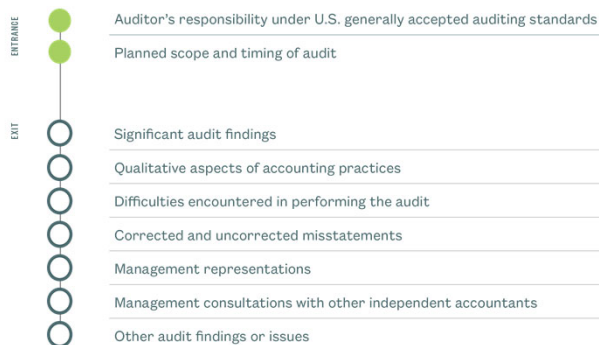 ENTRANCE
Auditor's responsibility under U.S. generally accepted auditing standards
Planned scope and timing of audit
EXIT
Significant audit findings
Qualitative aspects of accounting practices
Difficulties encountered in performing the audit
Corrected and uncorrected misstatements
Management representations
Management consultations with other independent accountants
Other audit findings or issues